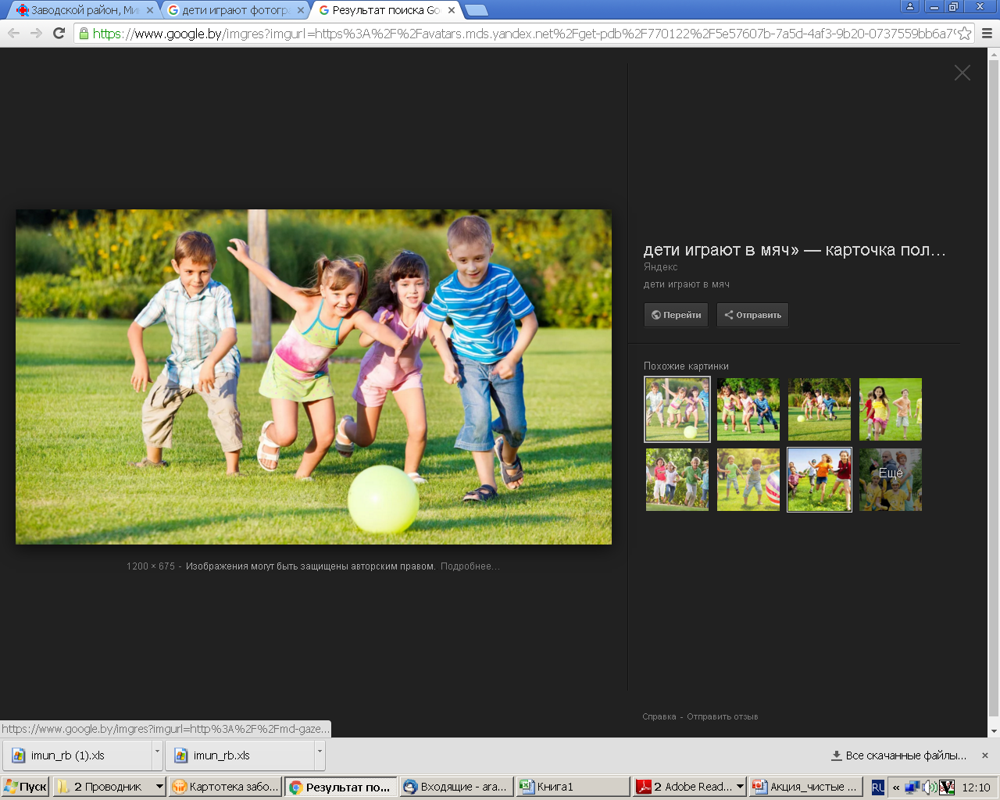 Заводской район, Ми
дети играют фотогр
Результат поиска Go
https://www.google.by/imgres?imgurl=https%3A%2F%2Favatars.mds.yandex.net%2Fget-pdb%2F770122%2F5e57607b-7a5d-4af3-9b20-0737559bb6a79
дети играют в мяч» — карточка пол...
Яндекс
дети играют в мяч
Перейти
Отправить
Похожие картинки
Ещё
1200 × 675 - Изображения могут быть защищены авторским правом. Подробнее...
Справка - Отправить отзыв
https://www.google.by/imgres?imgurl=http%3A%2F%2Fmd-gaze...
imun_rb (1).xls
imun_rb.xls
Все скачанные файлы...
Пуск
2 Проводник
Картотека забо...
Результат по...
Входящие - ara...
Книга1
2 Adobe Read...
Акция_чистые ...
RU
«
12:10